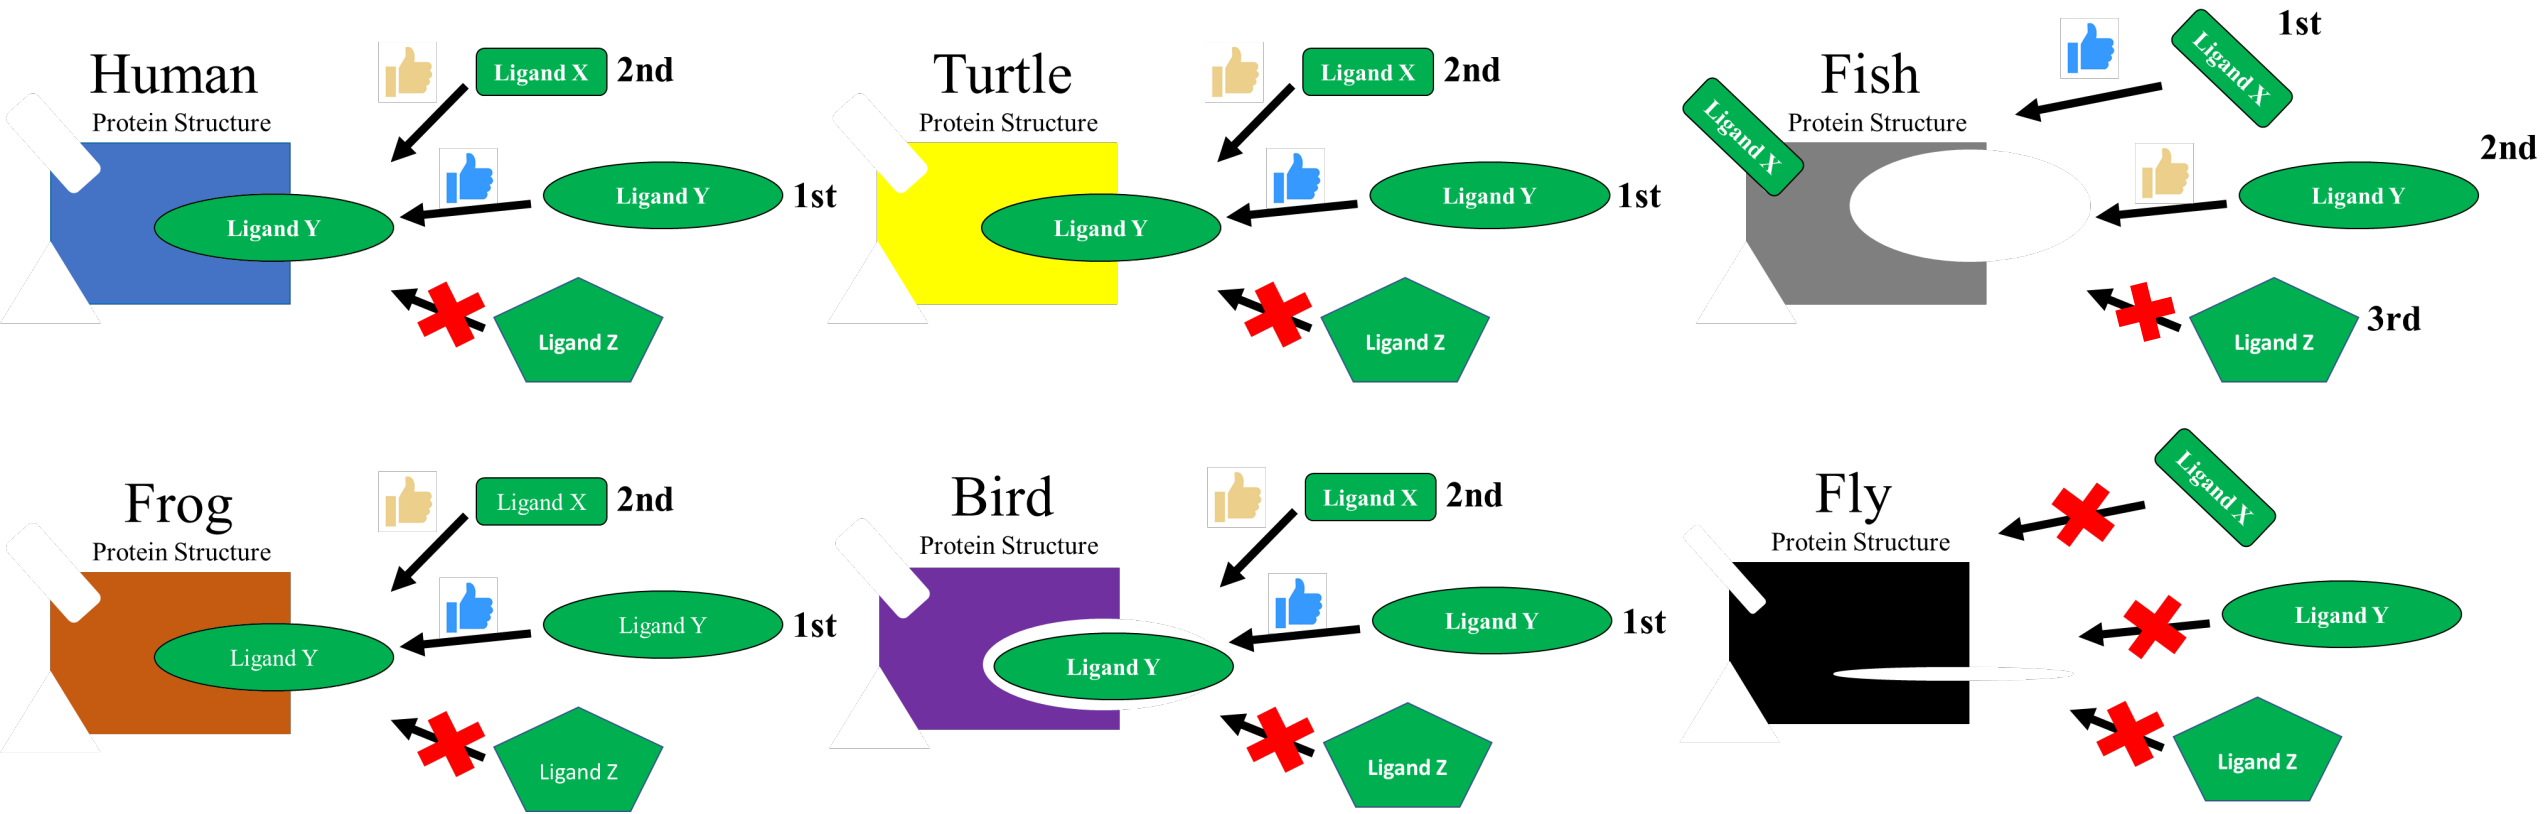 Human
Protein Structure
Ligand X
2nd
Ligand Y
Ligand Y
1st
Ligand Z
Turtle
Protein Structure
Ligand X
2nd
Ligand Y
Ligand Y
1st
Ligand Z
Fish
Protein Structure
Ligand X
Ligand X
1st
Ligand Y
2nd
Ligand Z
3rd
Frog
Protein Structure
Ligand X
2nd
Ligand Y
Ligand Y
1st
Ligand Z
Bird
Protein Structure
Ligand X
2nd
Ligand Y
Ligand Y
1st
Ligand Z
Fly
Protein Structure
Ligand X
Ligand Y
Ligand Z